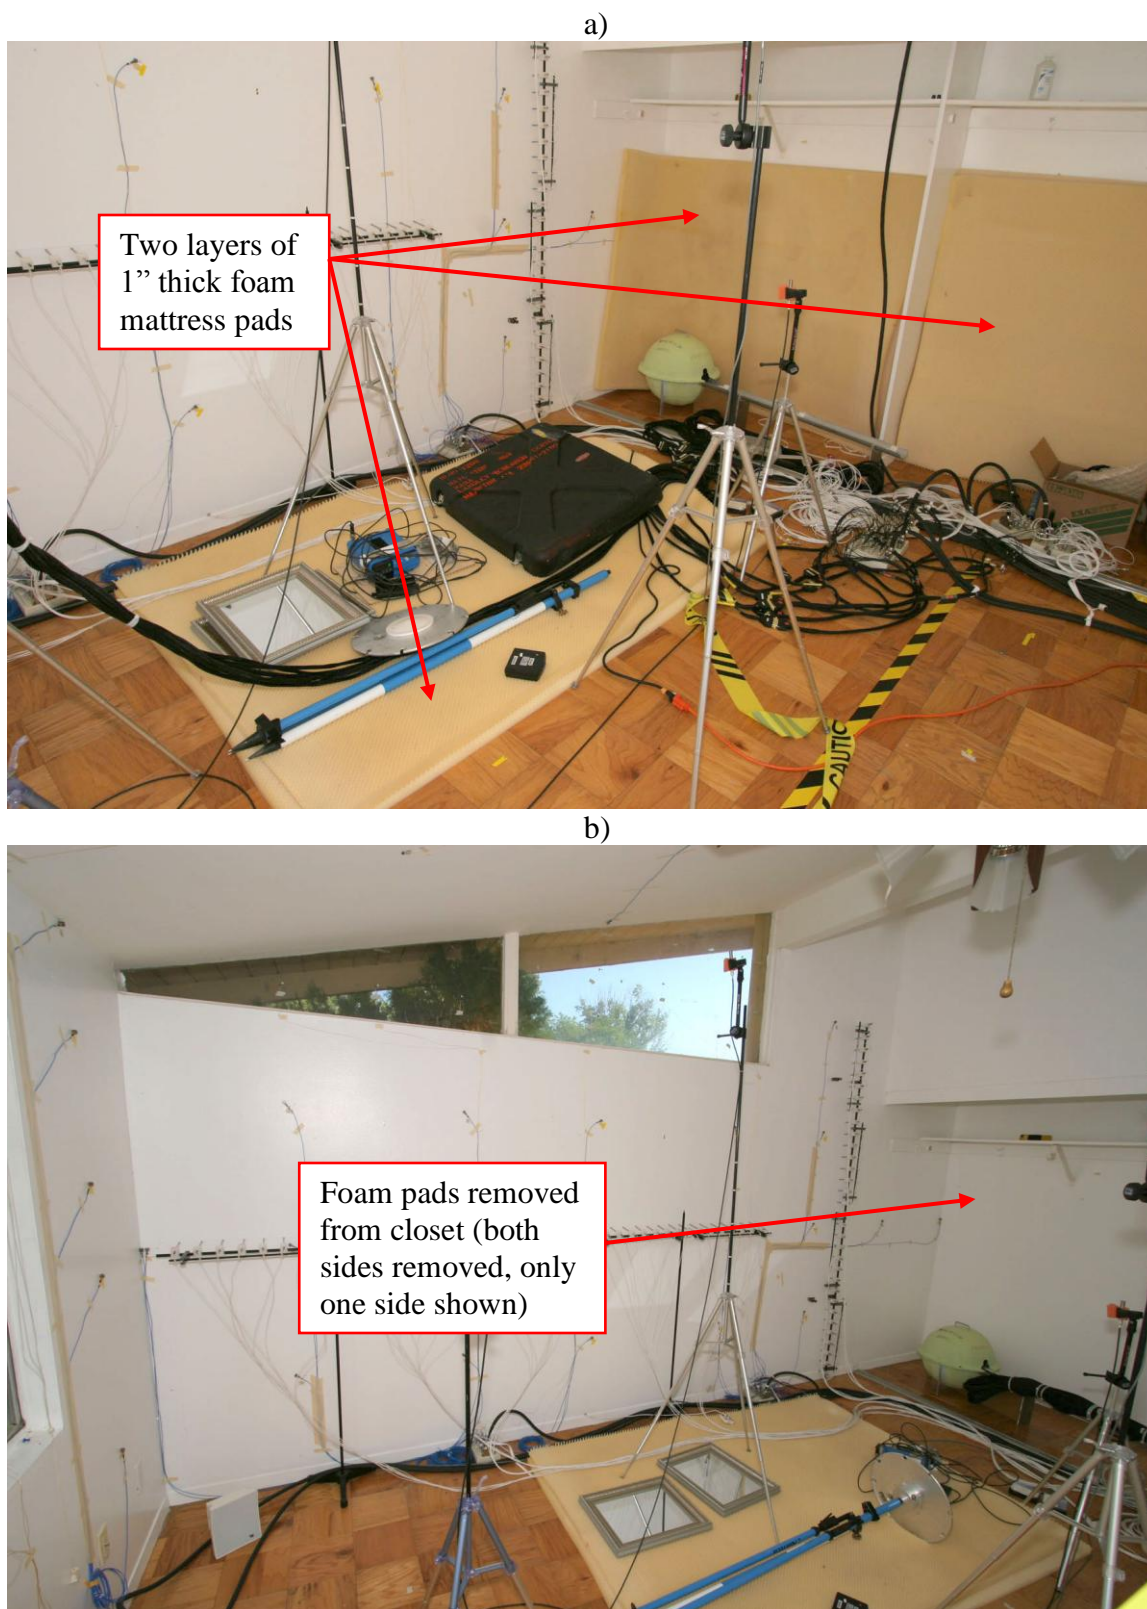 a)
Two layers of
1” thick foam
mattress pads
CAUTIC
b)
Foam pads removed
from closet (both
sides removed, only
one side shown)